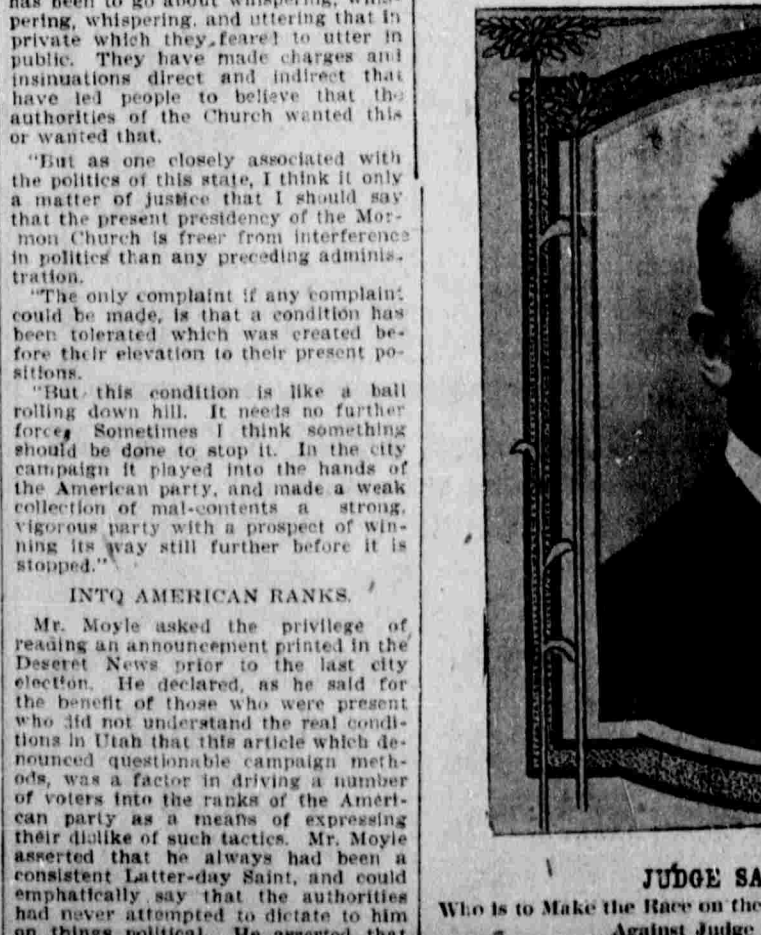 has been to go about whispering, whis-
pering, whispering, and uttering that in
private which they feared to utter in
public. They have made charges and
insinuations direct and indirect that
have led people to believe that the
authorities of the Church wanted this
or wanted that.
"But as one closely associated with
the politics of this state, I think it only
a matter of justice that I should say
that the present presidency of the Mor-
mon Church is freer from interference
in politics than any preceding adminis-
tration.
"The only complaint if any complaint
could be made, is that a condition has
been tolerated which was created be-
fore their elevation to their present po-
sitions.
"But this condition is like a ball
rolling down hill. It needs no further
force. Sometimes I think something
should be done to stop it. In the city
campaign it played into the hands of
the American party, and made a weak
collection of mal-contents a strong,
vigorous party with a prospect of win-
ning its way still further before it is
stopped."
INTO AMERICAN RANKS.
Mr. Moyle asked the privilege of
reading an announcement printed in the
Deseret News prior to the last city
election. He declared, as he said for
the benefit of those who were present
who did not understand the real condi-
tions in Utah that this article which de-
nounced questionable campaign meth-
ods, was a factor in driving a number
of voters into the ranks of the Ameri-
can party as a means of expressing
their dislike of such tactics. Mr. Moyle
asserted that he always had been a
consistent Latter-day Saint, and could
emphatically say that the authorities
had never attempted to dictate to him
on things political. He asserted that
JUDGE SA
Who is to Make the Race on the
Against Judge